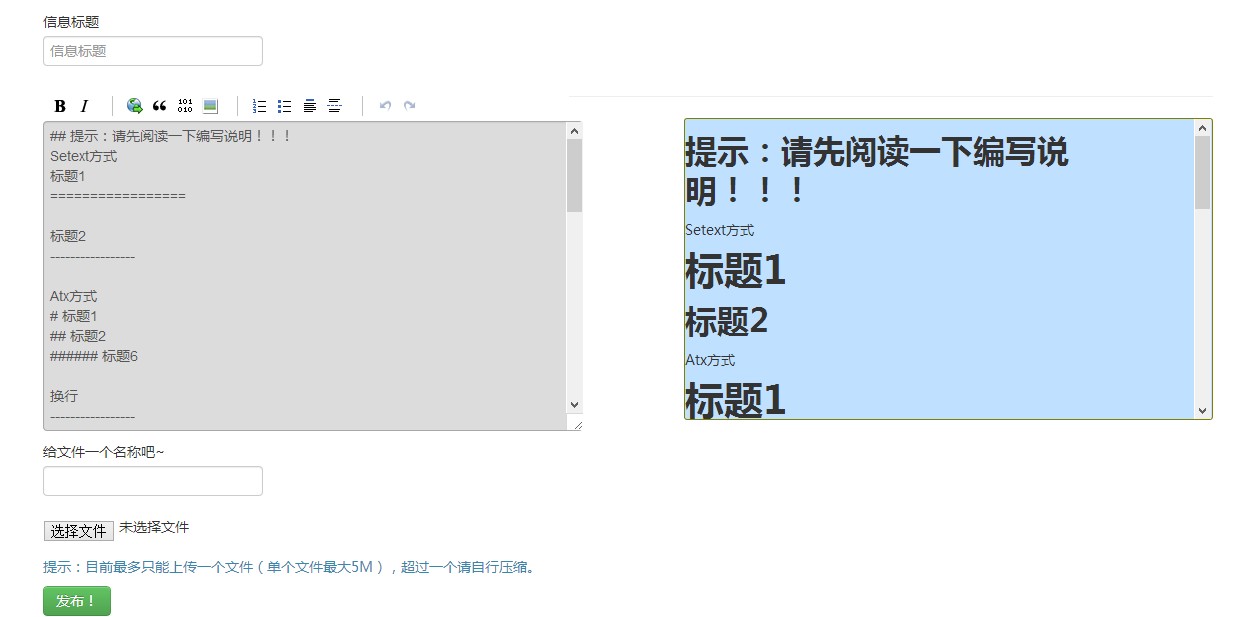 信息标题
信息标题
B I 101 010
## 提示：请先阅读一下编写说明！！！
Setext方式
标题1
=================

标题2
-----------------

Atx方式
# 标题1
## 标题2
###### 标题6

换行
-----------------
提示：请先阅读一下编写说
明！！！
Setext方式
标题1
标题2
Atx方式
标题1
给文件一个名称吧~
选择文件 未选择文件
提示：目前最多只能上传一个文件（单个文件最大5M），超过一个请自行压缩。
发布！